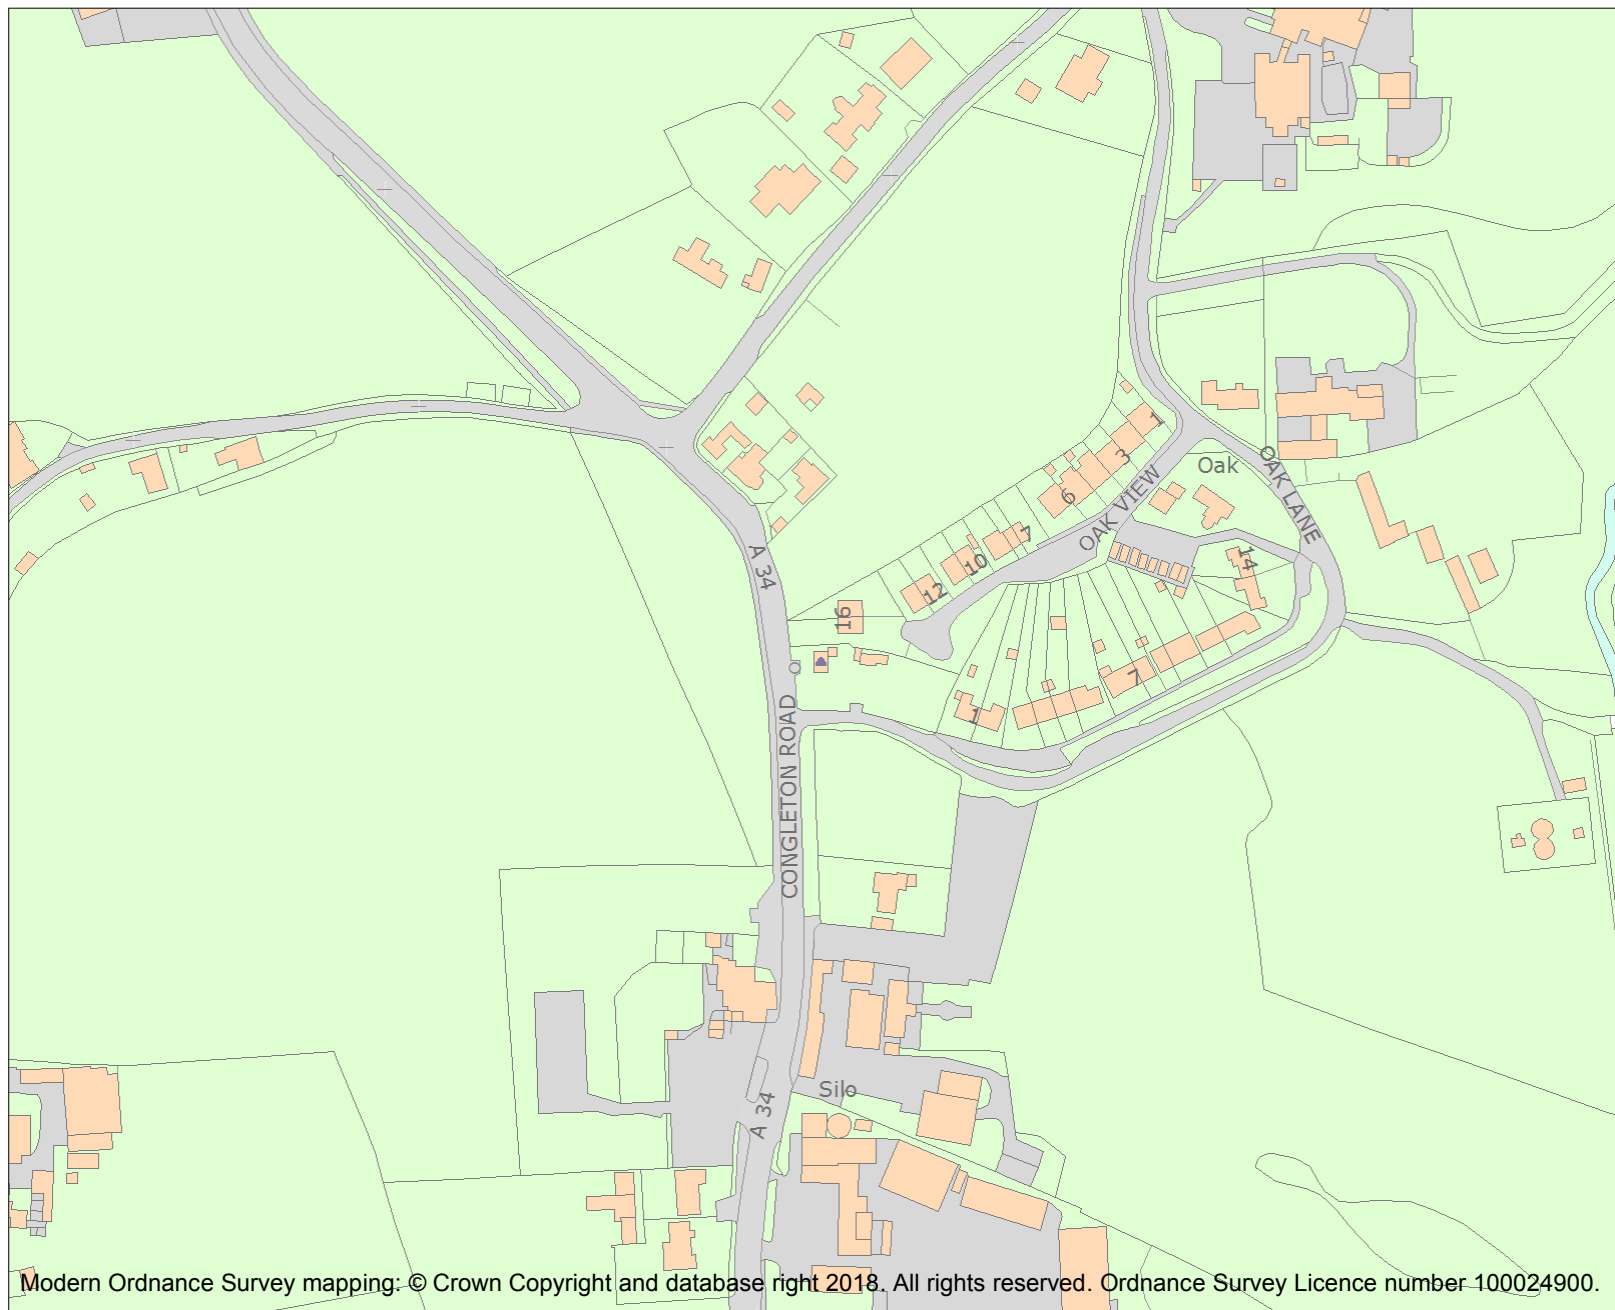 1
3
6
OAK VIEW
Oak
OAK LANE
7
10
12
14
16
A 34
7
1
CONGLETON ROAD
Silo
A 34
Modern Ordnance Survey mapping: © Crown Copyright and database right 2018. All rights reserved. Ordnance Survey Licence number 100024900.